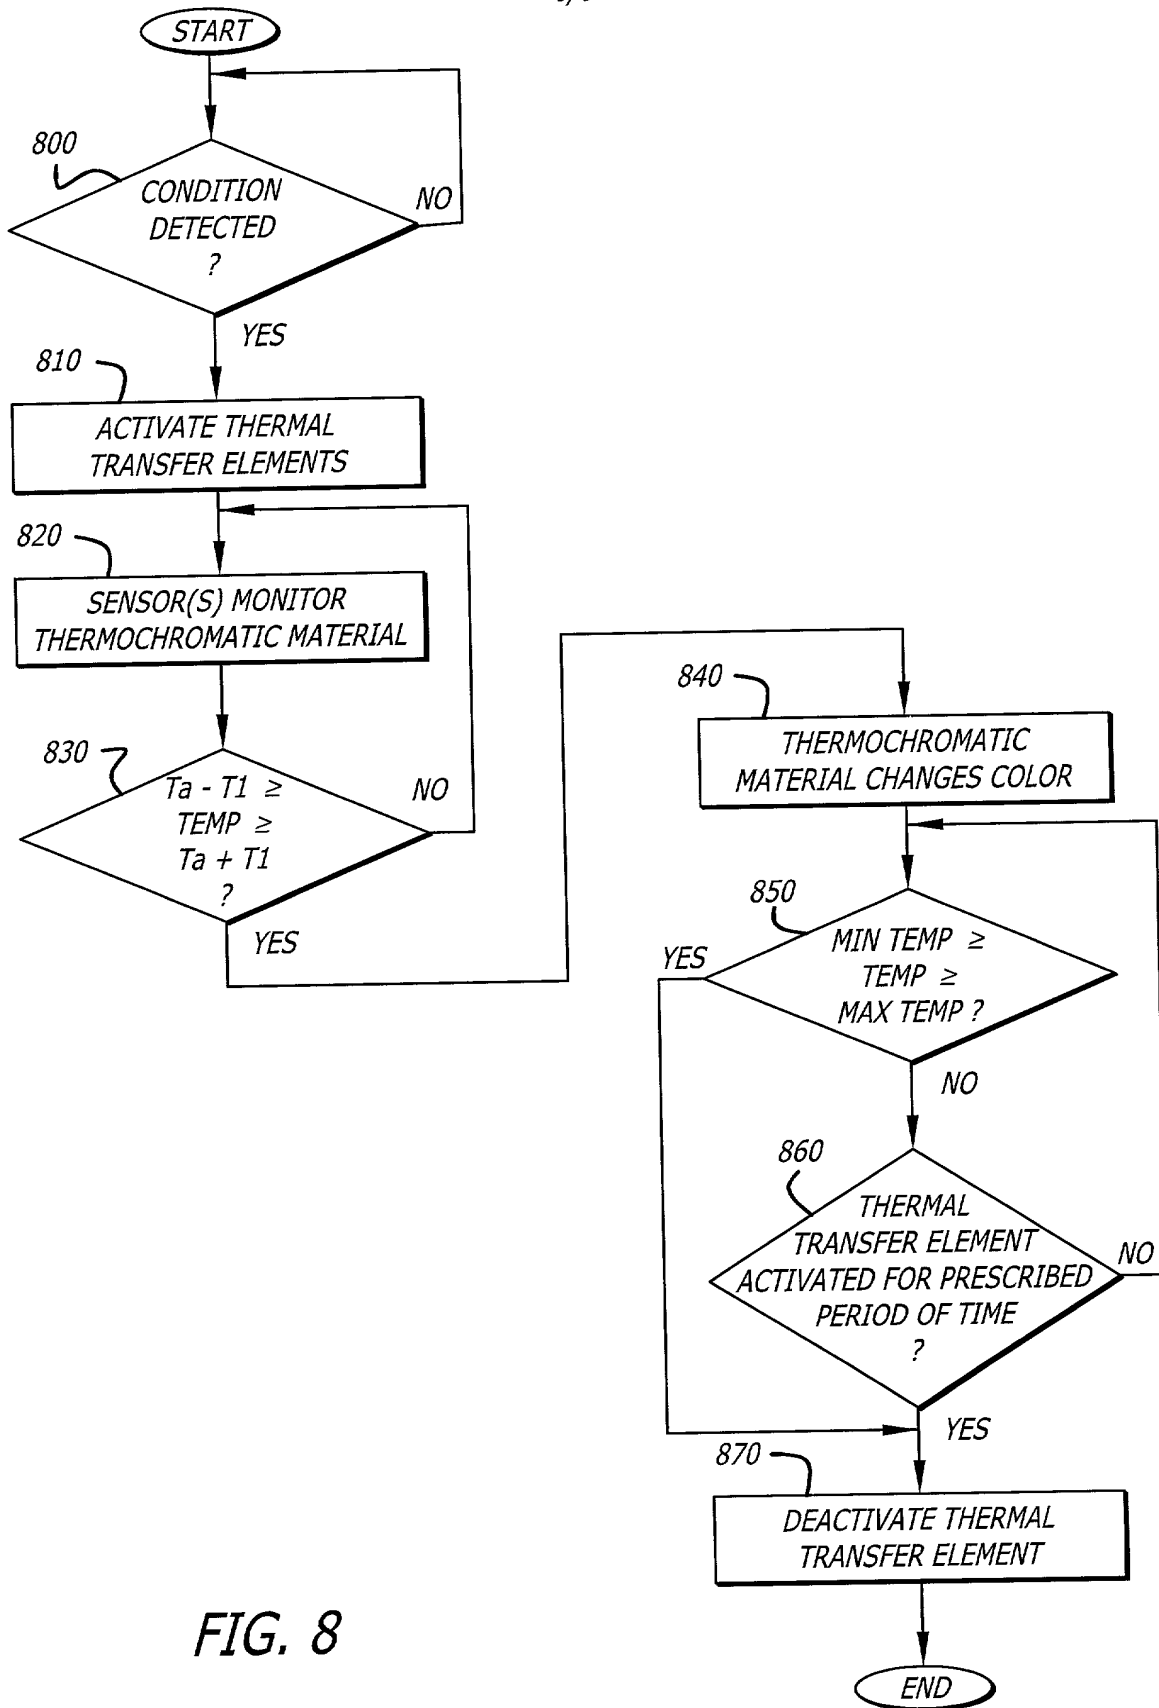 START
800
CONDITION
DETECTED
?
NO
YES
810
ACTIVATE THERMAL
TRANSFER ELEMENTS
820
SENSOR(S) MONITOR
THERMOCHROMATIC MATERIAL
830
Ta - T1 ≥
TEMP ≥
Ta + T1
?
NO
YES
840
THERMOCHROMATIC
MATERIAL CHANGES COLOR
850
MIN TEMP ≥
TEMP ≥
MAX TEMP ?
YES
NO
860
THERMAL
TRANSFER ELEMENT
ACTIVATED FOR PRESCRIBED
PERIOD OF TIME
?
NO
YES
870
DEACTIVATE THERMAL
TRANSFER ELEMENT
END
FIG. 8